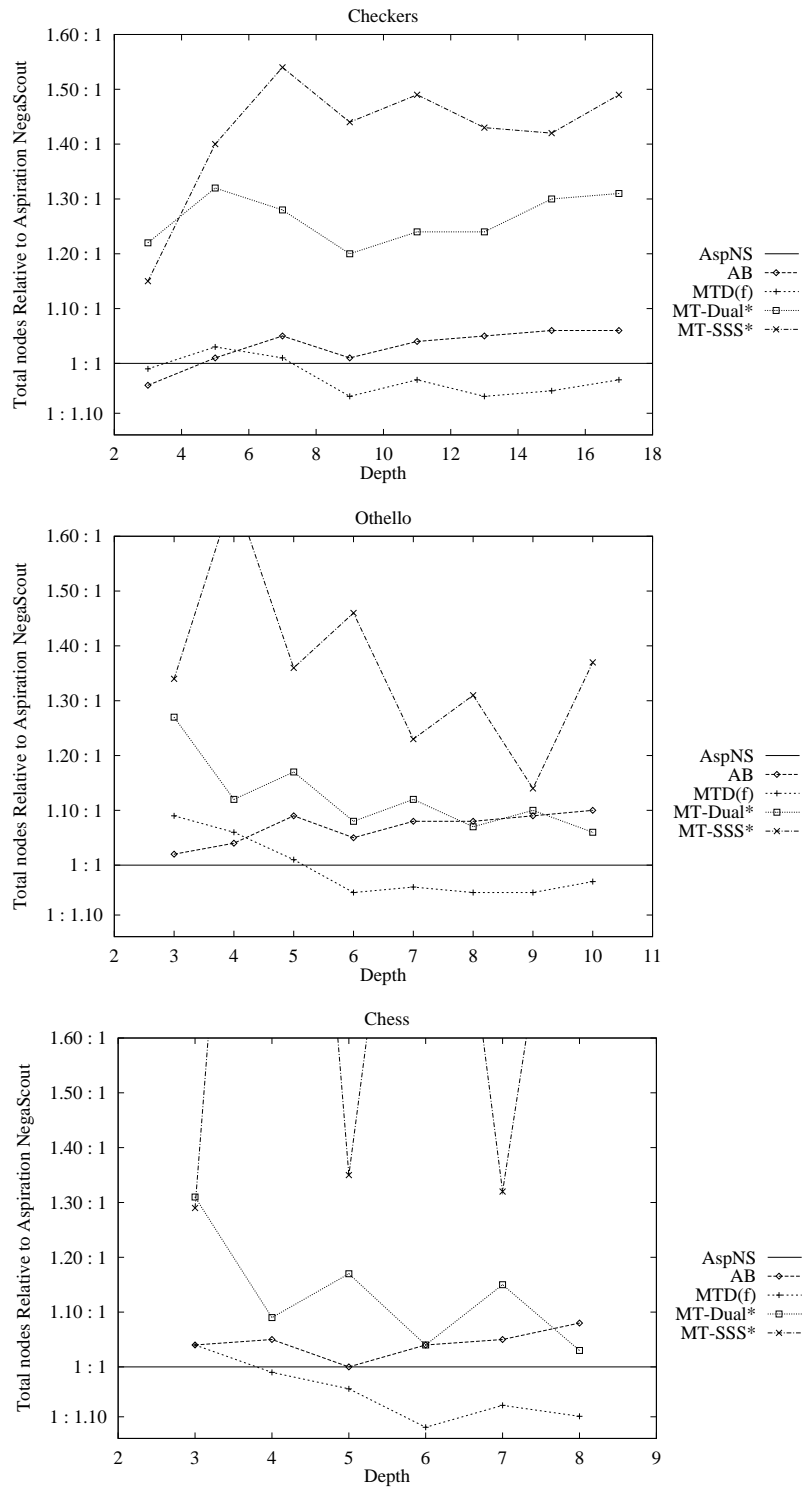 Checkers
Total nodes Relative to Aspiration NegaScout
1.60 : 1
1.50 : 1
1.40 : 1
1.30 : 1
1.20 : 1
1.10 : 1
1 : 1
1 : 1.10
2 4 6 8 10 12 14 16 18
Depth
AspNS
AB
MTD(f)
MT-Dual*
MT-SSS*
Othello
Total nodes Relative to Aspiration NegaScout
1.60 : 1
1.50 : 1
1.40 : 1
1.30 : 1
1.20 : 1
1.10 : 1
1 : 1
1 : 1.10
2 3 4 5 6 7 8 9 10 11
Depth
AspNS
AB
MTD(f)
MT-Dual*
MT-SSS*
Chess
Total nodes Relative to Aspiration NegaScout
1.60 : 1
1.50 : 1
1.40 : 1
1.30 : 1
1.20 : 1
1.10 : 1
1 : 1
1 : 1.10
2 3 4 5 6 7 8 9
Depth
AspNS
AB
MTD(f)
MT-Dual*
MT-SSS*